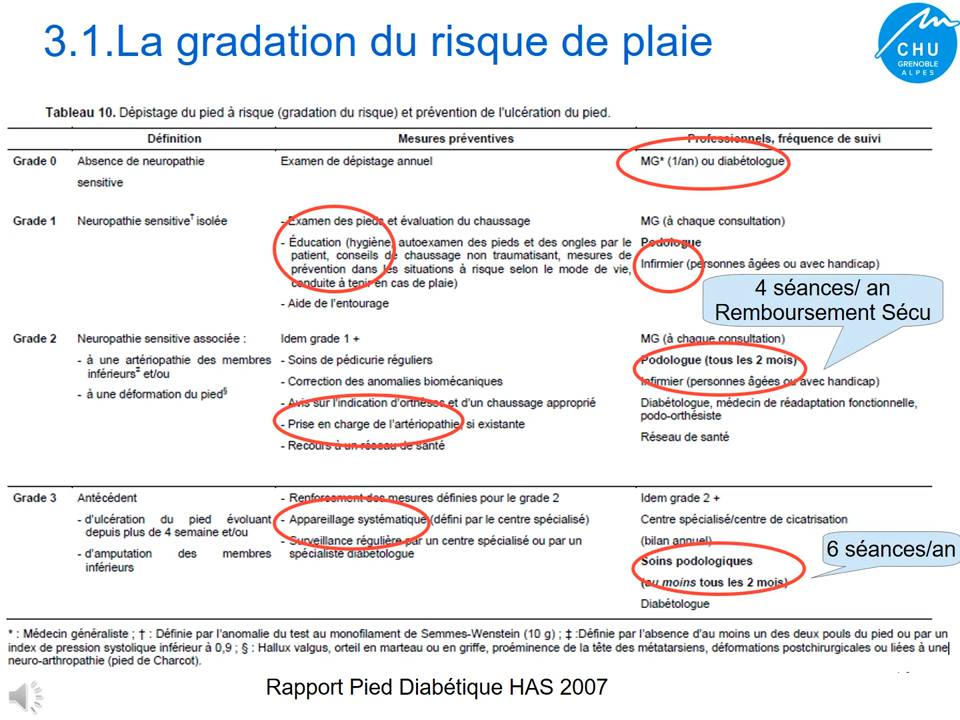 3.1.La gradation du risque de plaie
CHU
GRENOBLE
ALPES
Tableau 10. Dépistage du pied à risque (gradation du risque) et prévention de l'ulcération du pied.
Définition Mesures préventives Professionnels, fréquence de suivi
Grade 0 Absence de neuropathie Examen de dépistage annuel MG* (1/an) ou diabétologue
sensitive
Grade 1 Neuropathie sensitive† isolée - Examen des pieds et évaluation du chaussage MG (à chaque consultation)
- Éducation (hygiène, autoexamen des pieds et des ongles par le Podologue
patient, conseils de chaussage non traumatisant, mesures de Infirmier (personnes âgées ou avec handicap)
prévention dans les situations à risque selon le mode de vie,
conduite à tenir en cas de plaie)
- Aide de l'entourage
4 séances/ an
Remboursement Sécu
Grade 2 Neuropathie sensitive associée : Idem grade 1 + MG (à chaque consultation)
- à une artériopathie des membres - Soins de pédicurie réguliers Podologue (tous les 2 mois)
inférieurs‡ et/ou - Correction des anomalies biomécaniques Infirmier (personnes âgées ou avec handicap)
- à une déformation du pied§ - Avis sur l'indication d'orthèses et d'un chaussage approprié Diabétologue, médecin de réadaptation fonctionnelle,
podo-orthésiste
- Prise en charge de l'artériopathie, si existante Réseau de santé
- Recours à un réseau de santé
Grade 3 Antécédent - Renforcement des mesures définies pour le grade 2 Idem grade 2 +
- d'ulcération du pied évoluant - Appareillage systématique (défini par le centre spécialisé) Centre spécialisé/centre de cicatrisation
depuis plus de 4 semaine et/ou - Surveillance régulière par un centre spécialisé ou par un (bilan annuel)
- d'amputation des membres spécialiste diabétologue Soins podologiques
inférieurs (au moins tous les 2 mois)
Diabétologue
6 séances/an
* : Médecin généraliste ; † : Définie par l'anomalie du test au monofilament de Semmes-Wenstein (10 g) ; ‡ :Définie par l'absence d'au moins un des deux pouls du pied ou par un
index de pression systolique inférieur à 0,9 ; § : Hallux valgus, orteil en marteau ou en griffe, proéminence de la tête des métatarsiens, déformations postchirurgicales ou liées à une
neuro-arthropathie (pied de Charcot).
Rapport Pied Diabétique HAS 2007